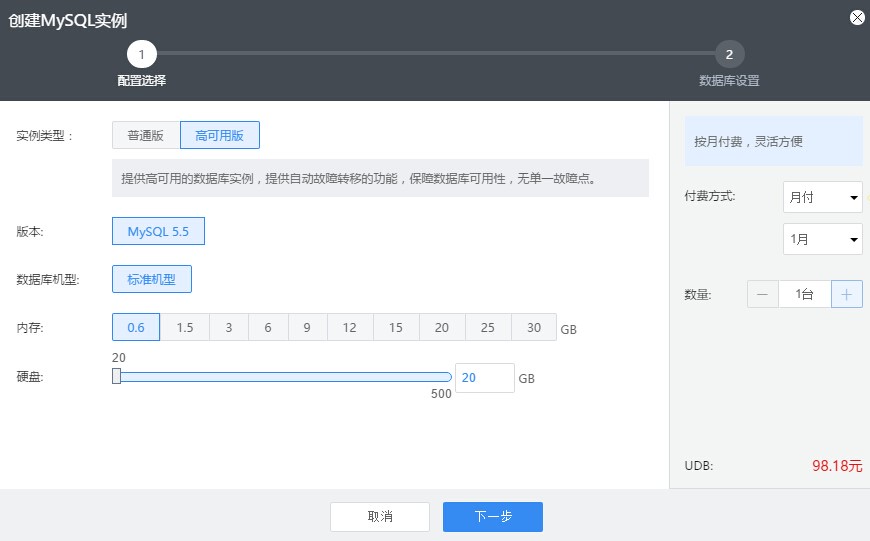 创建MySQL实例
1
2
配置选择
数据库设置
实例类型：
普通版
高可用版
提供高可用的数据库实例，提供自动故障转移的功能，保障数据库可用性，无单一故障点。
版本:
MySQL 5.5
数据库机型:
标准机型
内存:
0.6
1.5
3
6
9
12
15
20
25
30
GB
硬盘:
20
500
20
GB
按月付费，灵活方便
付费方式:
月付
1月
数量:
1台
UDB:
98.18元
取消
下一步